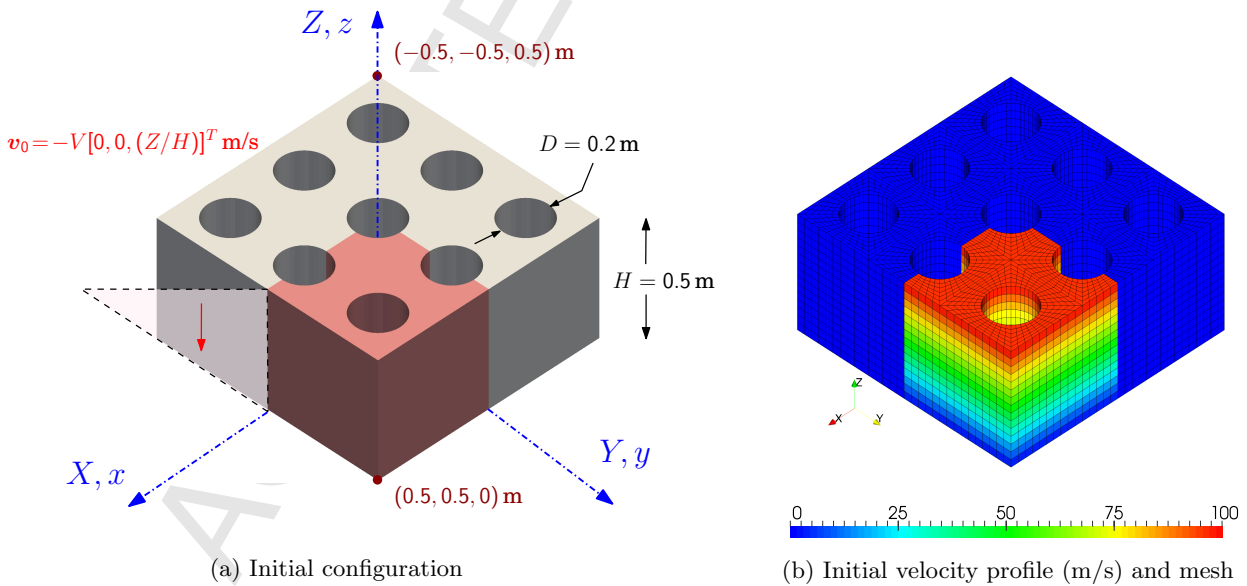 Z, z
(−0.5, −0.5, 0.5) m
v₀ = −V[0, 0, (Z/H)]ᵀ m/s
D = 0.2 m
H = 0.5 m
X, x
Y, y
(0.5, 0.5, 0) m
(a) Initial configuration
Z
X
Y
0 25 50 75 100
(b) Initial velocity profile (m/s) and mesh